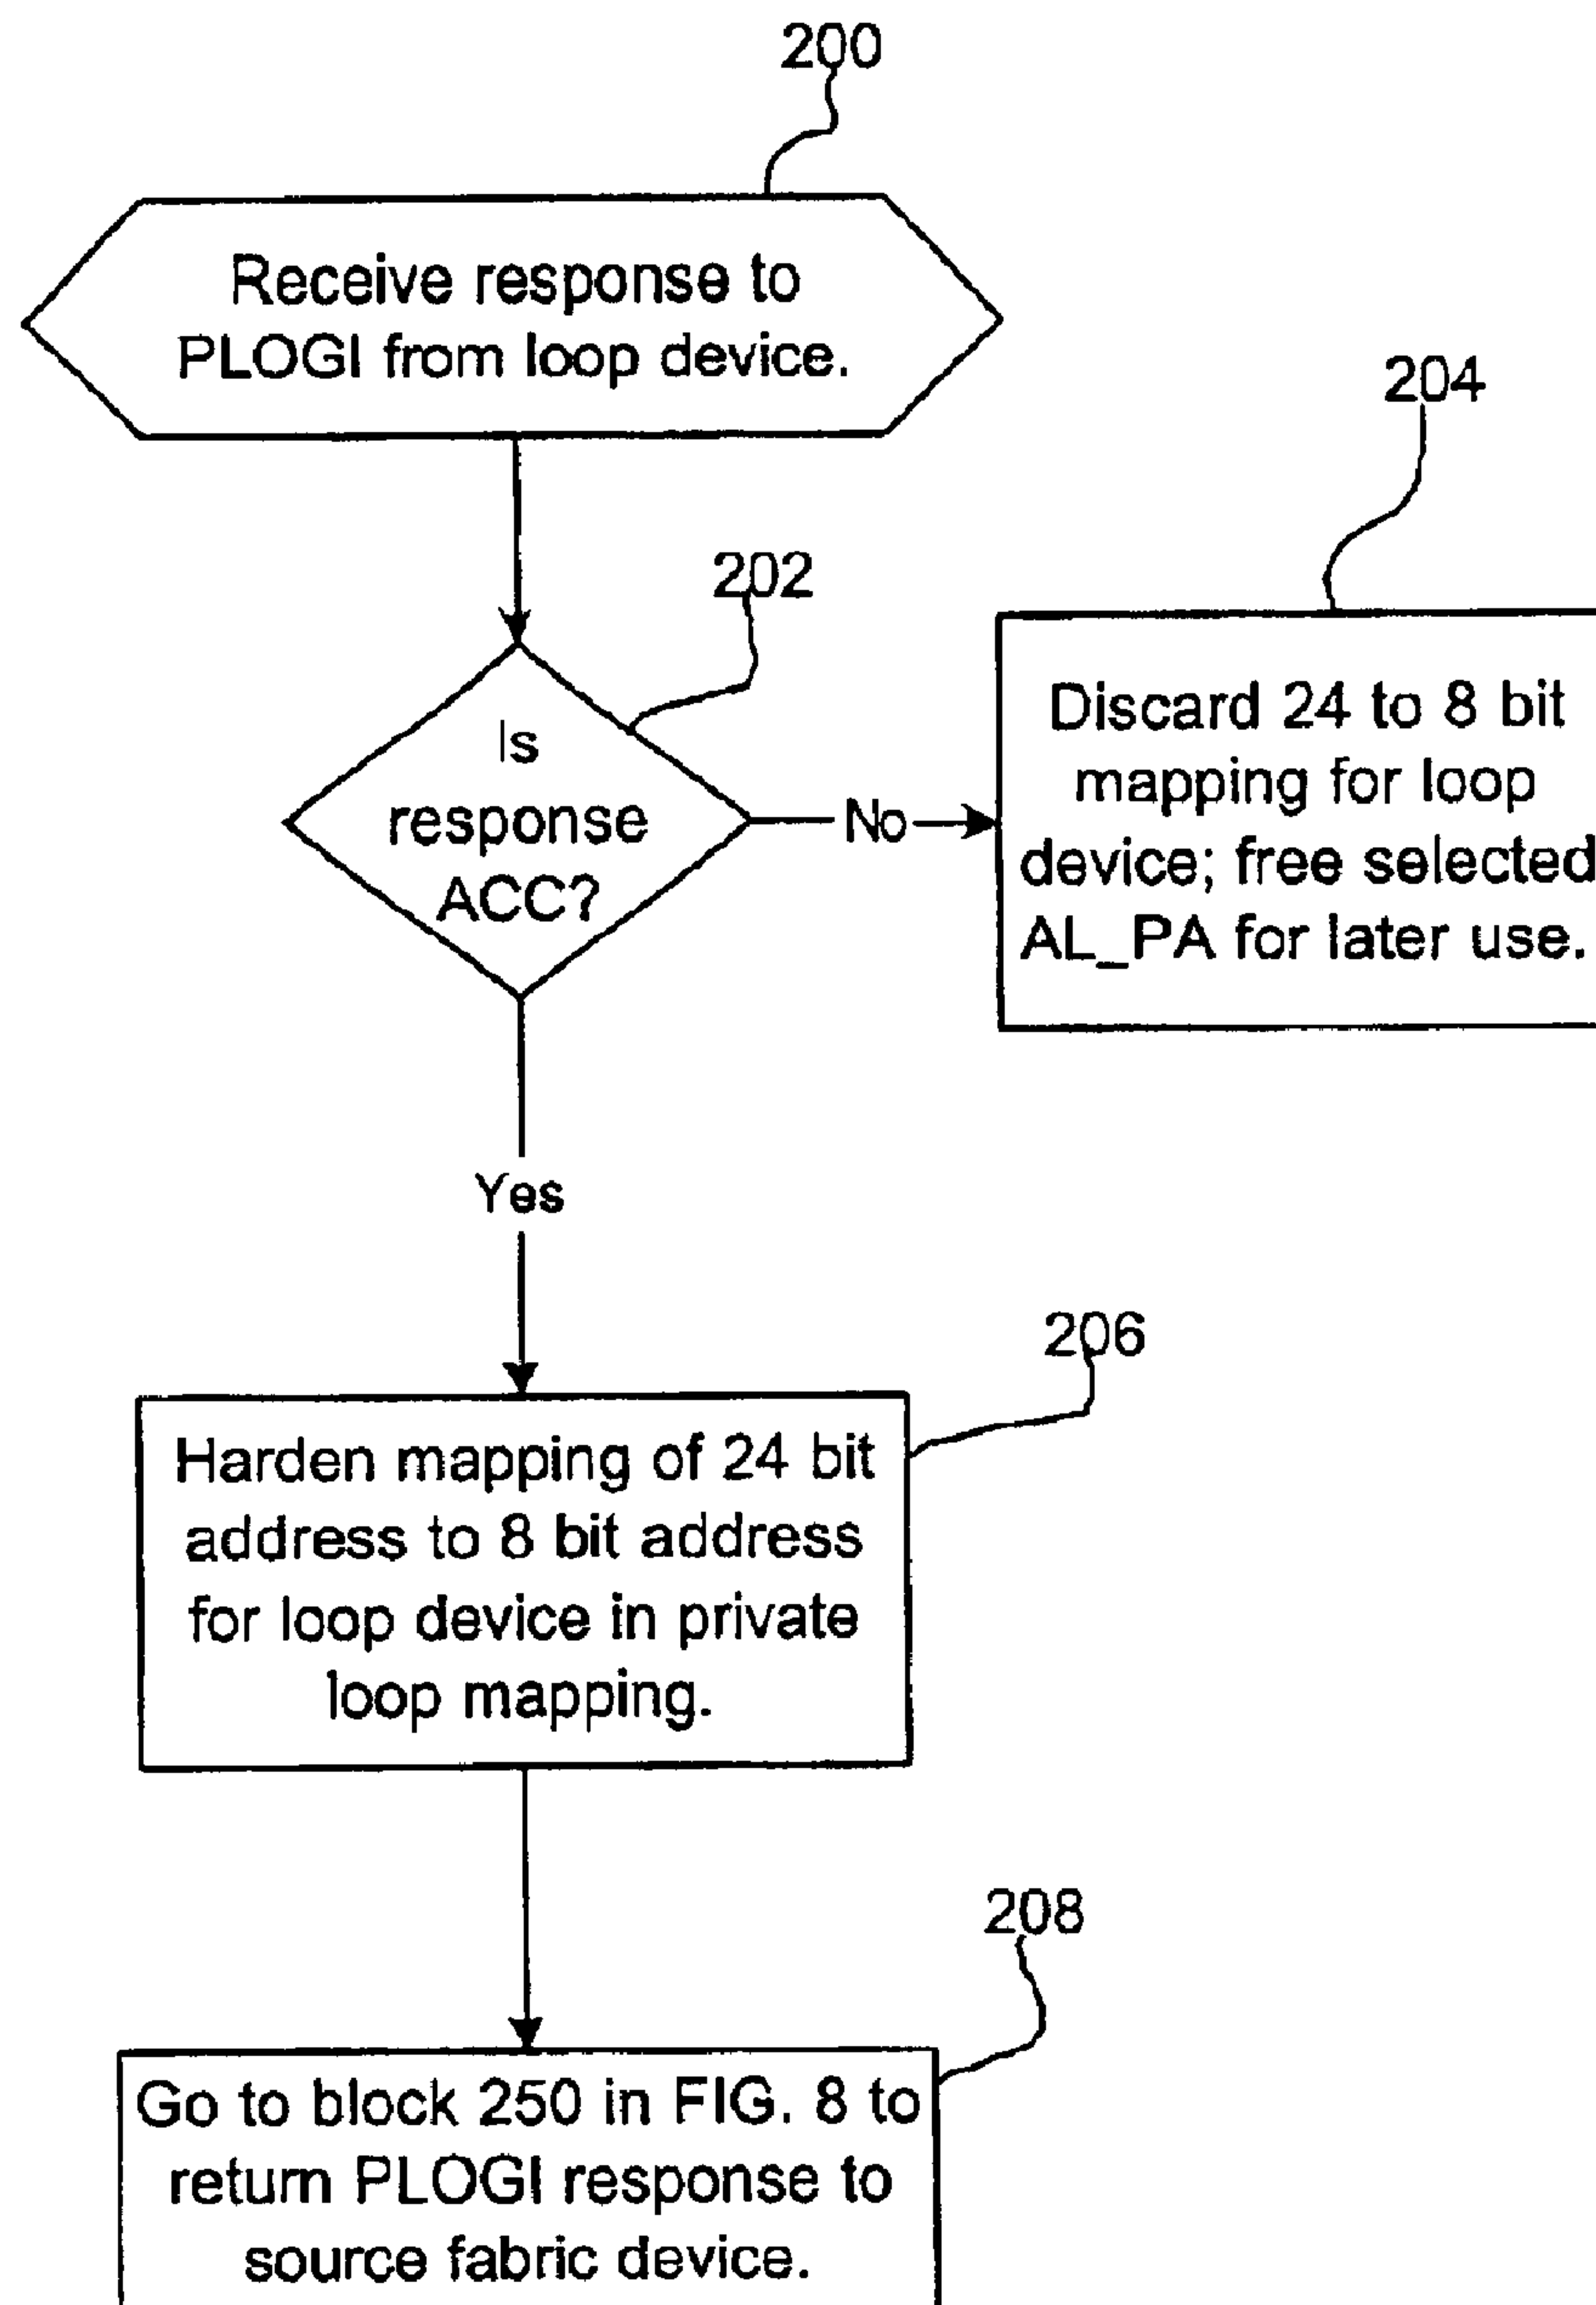 200
Receive response to
PLOGI from loop device.
204
202
Is
response
ACC?
No
Discard 24 to 8 bit
mapping for loop
device; free selected
AL_PA for later use.
Yes
206
Harden mapping of 24 bit
address to 8 bit address
for loop device in private
loop mapping.
208
Go to block 250 in FIG. 8 to
return PLOGI response to
source fabric device.